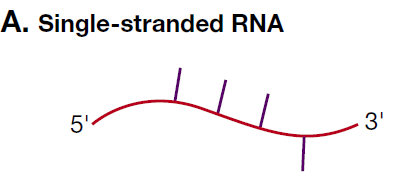 A. Single-stranded RNA
5' 3'